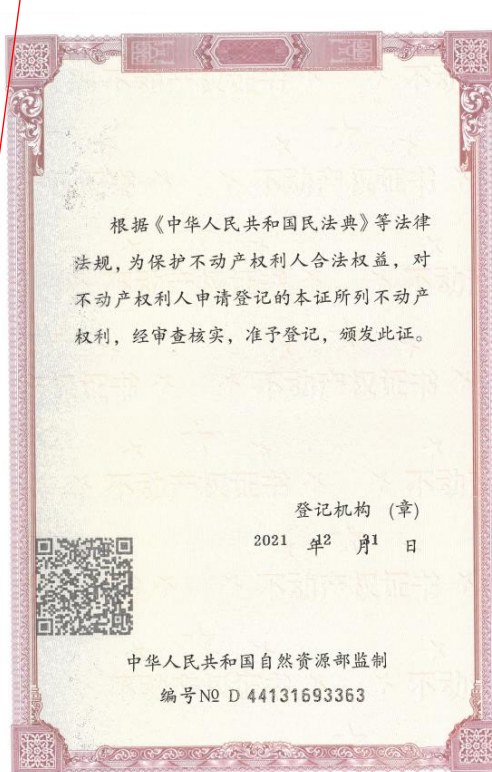 根据《中华人民共和国民法典》等法律
法规，为保护不动产权利人合法权益，对
不动产权利人申请登记的本证所列不动产
权利，经审查核实，准予登记，颁发此证。
登记机构 (章)
2021 年 12 月 31 日
中华人民共和国自然资源部监制
编号№ D 44131693363